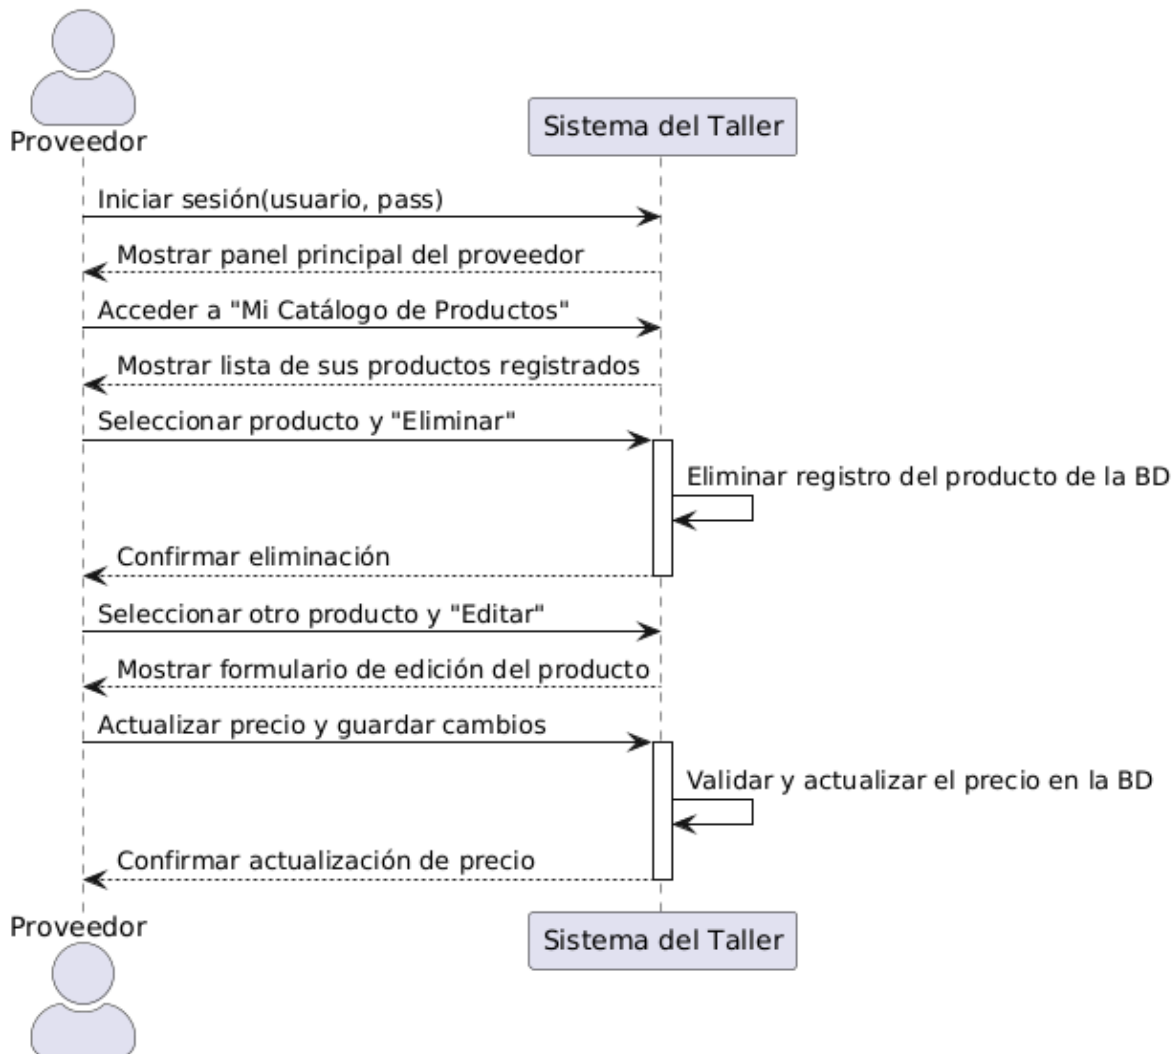 Proveedor
Sistema del Taller
Iniciar sesión(usuario, pass)
Mostrar panel principal del proveedor
Acceder a "Mi Catálogo de Productos"
Mostrar lista de sus productos registrados
Seleccionar producto y "Eliminar"
Eliminar registro del producto de la BD
Confirmar eliminación
Seleccionar otro producto y "Editar"
Mostrar formulario de edición del producto
Actualizar precio y guardar cambios
Validar y actualizar el precio en la BD
Confirmar actualización de precio
Proveedor
Sistema del Taller